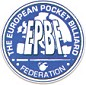 THE EUROPEAN POCKET BILLIARD
EPBF
FEDERATION